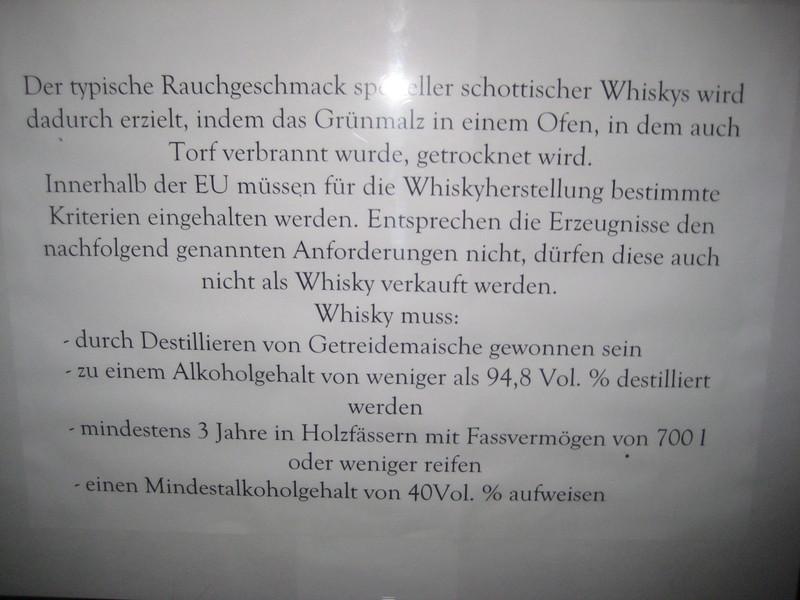 Der typische Rauchgeschmack spezieller schottischer Whiskys wird
dadurch erzielt, indem das Grünmalz in einem Ofen, in dem auch
Torf verbrannt wurde, getrocknet wird.
Innerhalb der EU müssen für die Whiskyherstellung bestimmte
Kriterien eingehalten werden. Entsprechen die Erzeugnisse den
nachfolgend genannten Anforderungen nicht, dürfen diese auch
nicht als Whisky verkauft werden.
Whisky muss:
- durch Destillieren von Getreidemaische gewonnen sein
- zu einem Alkoholgehalt von weniger als 94,8 Vol. % destilliert
werden
- mindestens 3 Jahre in Holzfässern mit Fassvermögen von 700 l
oder weniger reifen
- einen Mindestalkoholgehalt von 40Vol. % aufweisen